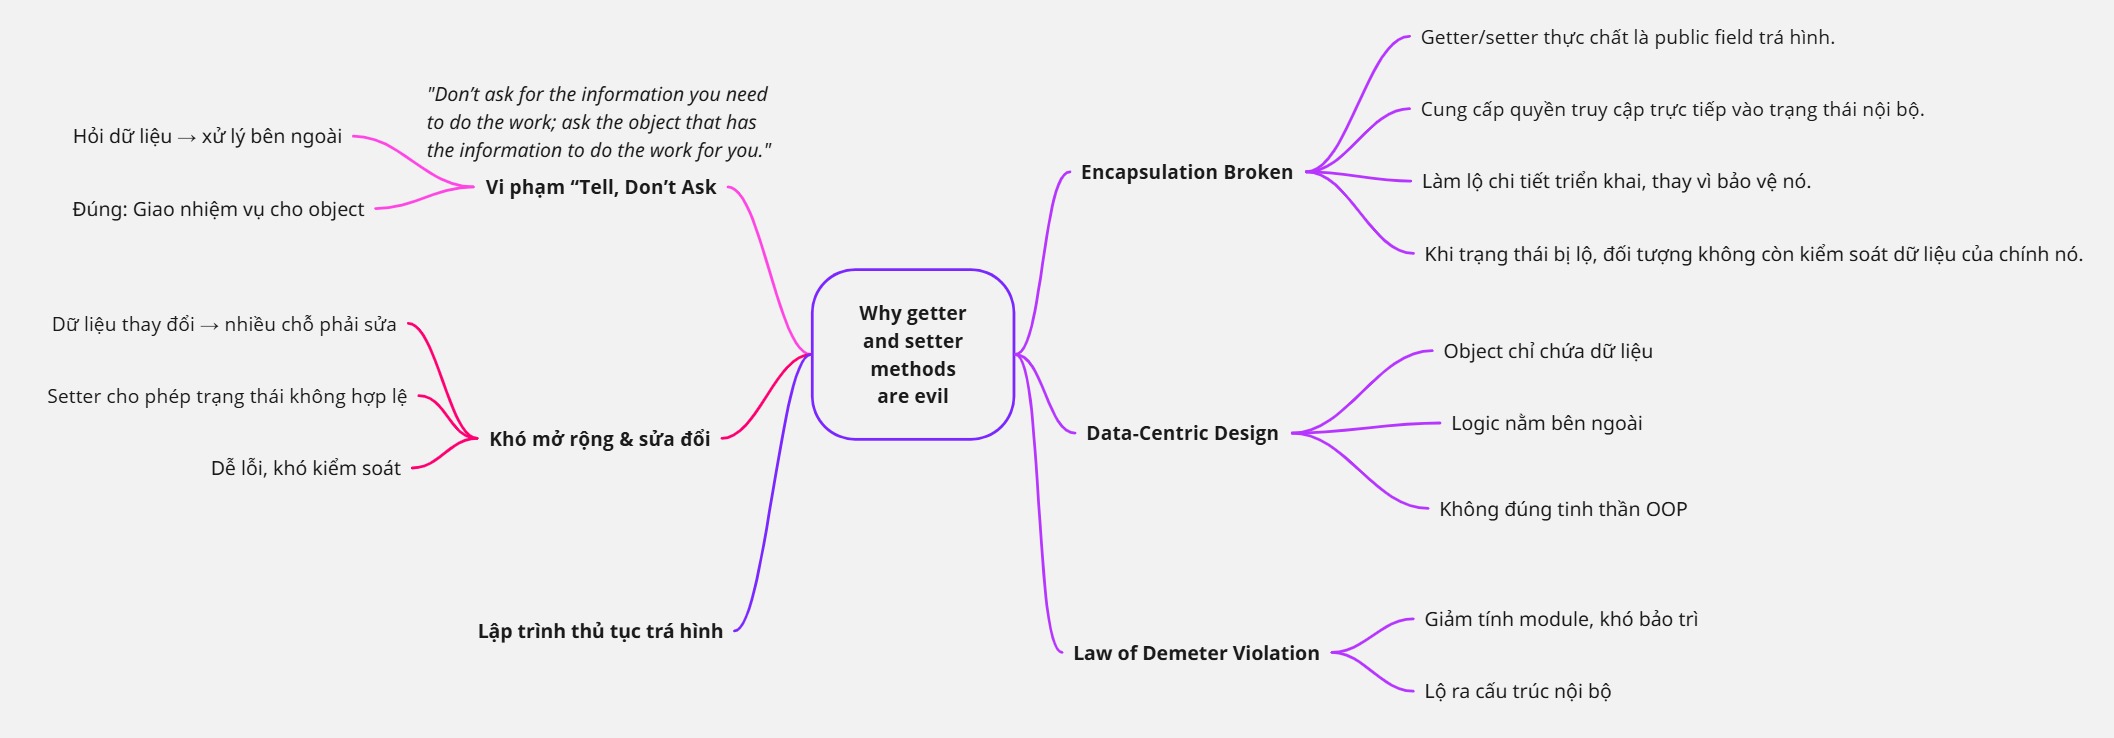 "Don’t ask for the information you need
to do the work; ask the object that has
the information to do the work for you."
Vi phạm “Tell, Don’t Ask
Hỏi dữ liệu → xử lý bên ngoài
Đúng: Giao nhiệm vụ cho object
Khó mở rộng & sửa đổi
Dữ liệu thay đổi → nhiều chỗ phải sửa
Setter cho phép trạng thái không hợp lệ
Dễ lỗi, khó kiểm soát
Lập trình thủ tục trá hình
Why getter
and setter
methods
are evil
Encapsulation Broken
Getter/setter thực chất là public field trá hình.
Cung cấp quyền truy cập trực tiếp vào trạng thái nội bộ.
Làm lộ chi tiết triển khai, thay vì bảo vệ nó.
Khi trạng thái bị lộ, đối tượng không còn kiểm soát dữ liệu của chính nó.
Data-Centric Design
Object chỉ chứa dữ liệu
Logic nằm bên ngoài
Không đúng tinh thần OOP
Law of Demeter Violation
Giảm tính module, khó bảo trì
Lộ ra cấu trúc nội bộ